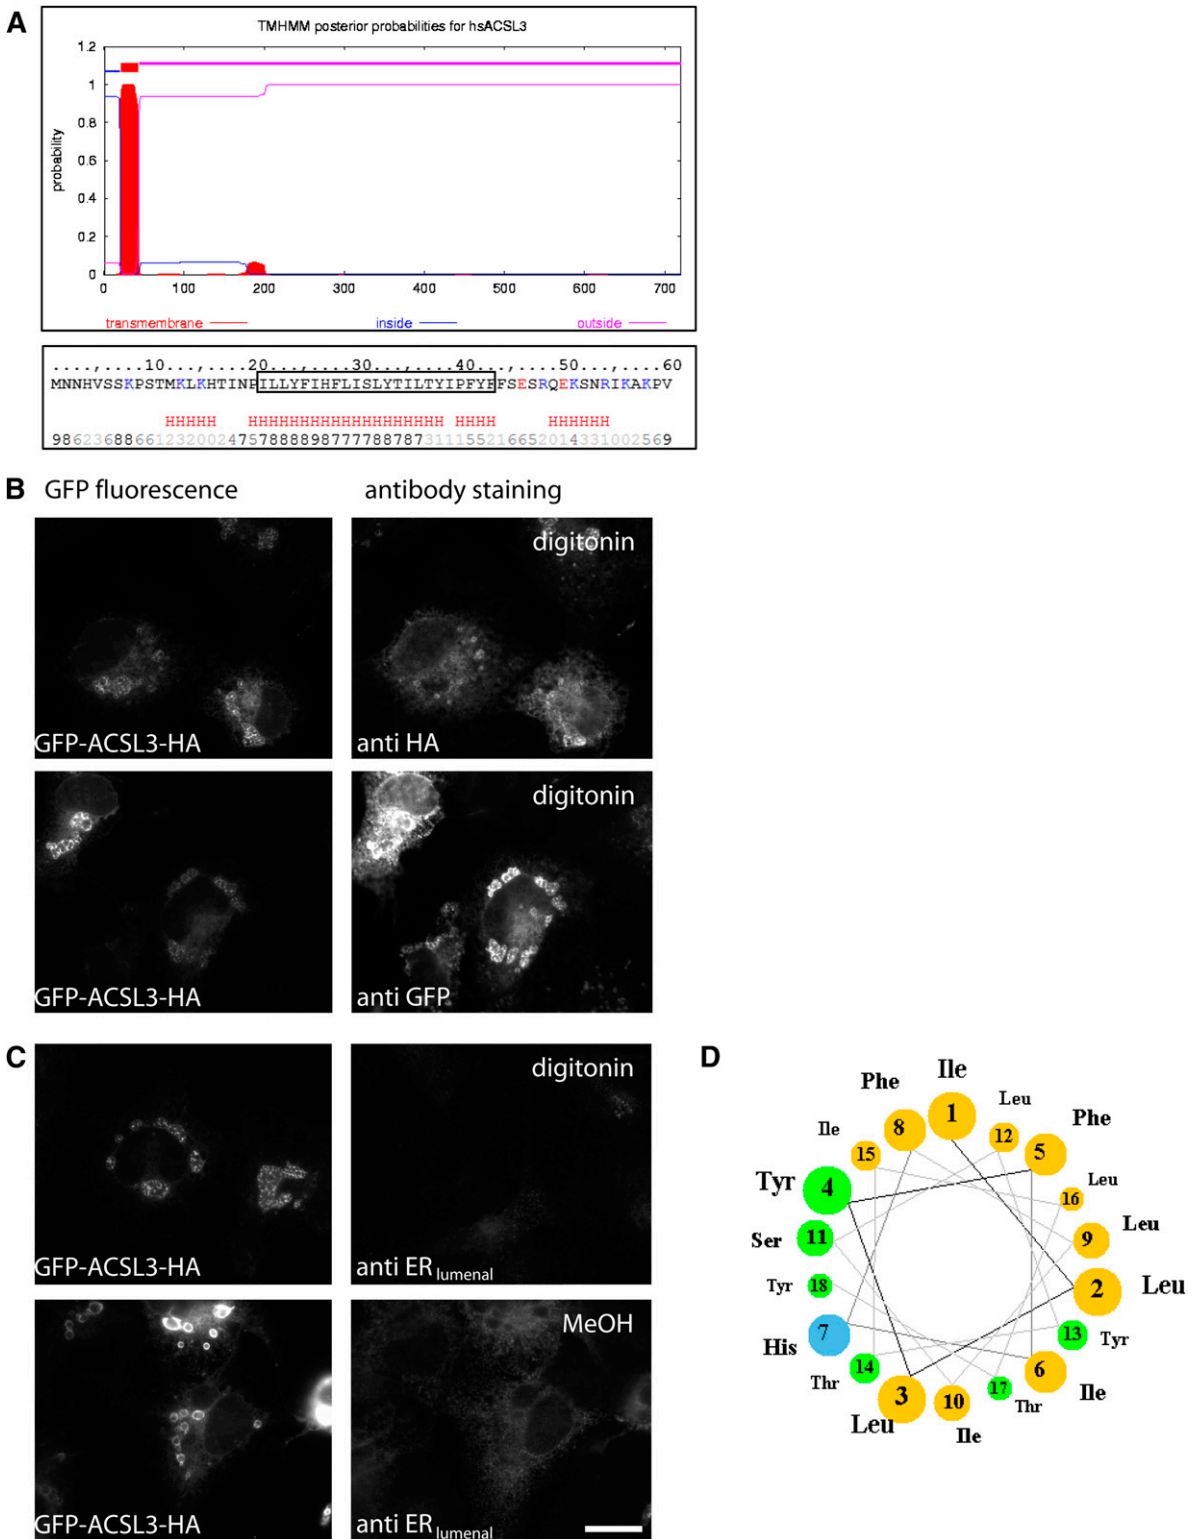 A
TMHMM posterior probabilities for hsACSL3
1.2
1
0.8
0.6
0.4
0.2
0
probability
0 100 200 300 400 500 600 700
transmembrane inside outside
....,....10...,....20........30........40........50........60
MNNHVSSKPSTMKLKHTINPILLYFIHFLISLYTILTYIPFYFFSESRQEKSNRIKAKPV
HHHHH HHHHHHHHHHHHHHHHHHH HHHH HHHHHH
B GFP fluorescence antibody staining
digitonin
GFP-ACSL3-HA anti HA
digitonin
GFP-ACSL3-HA anti GFP
C
digitonin
GFP-ACSL3-HA anti ER lumenal
MeOH
GFP-ACSL3-HA anti ER lumenal
D
Ile 1
Phe 8
Leu 12
Phe 5
Ile 15
Leu 16
Tyr 4
Leu 9
Ser 11
Leu 2
Tyr 18
Tyr 13
His 7
Ile 6
Thr 14
Thr 17
Leu 3
Ile 10